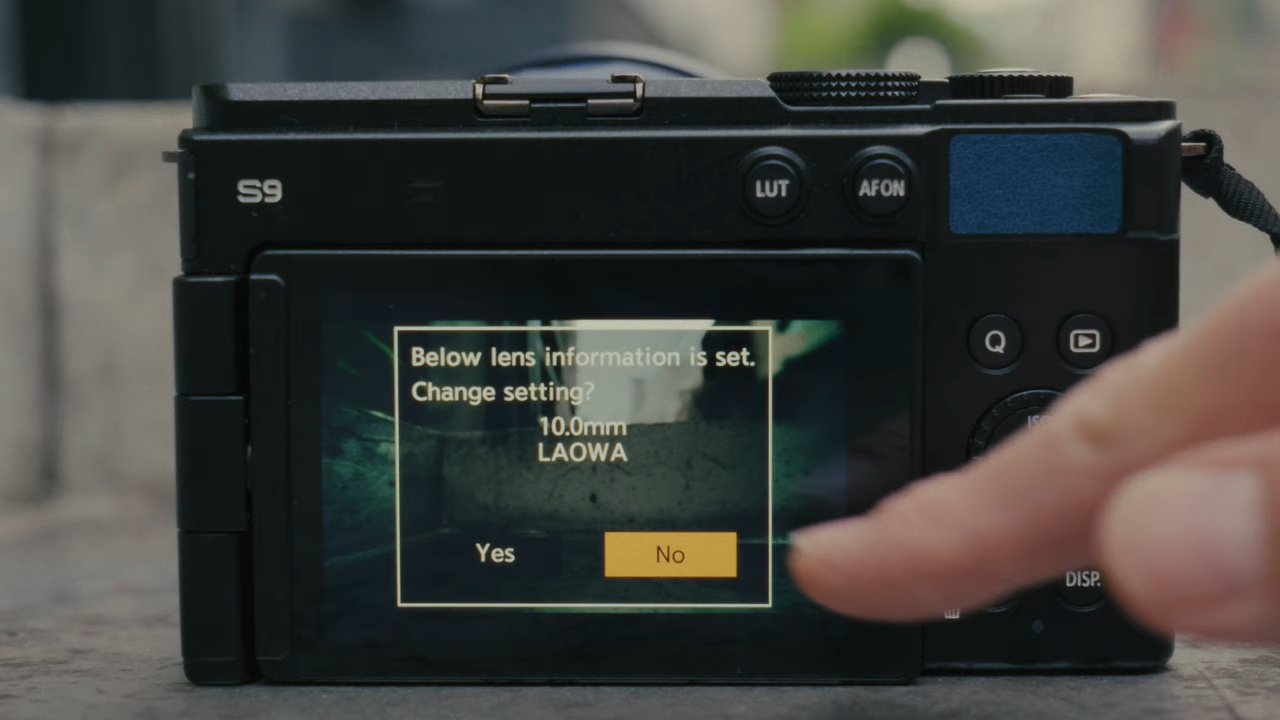 S9
LUT
AFON
Q
Below lens information is set.
Change setting?
10.0mm
LAOWA
Yes
No
DISP.